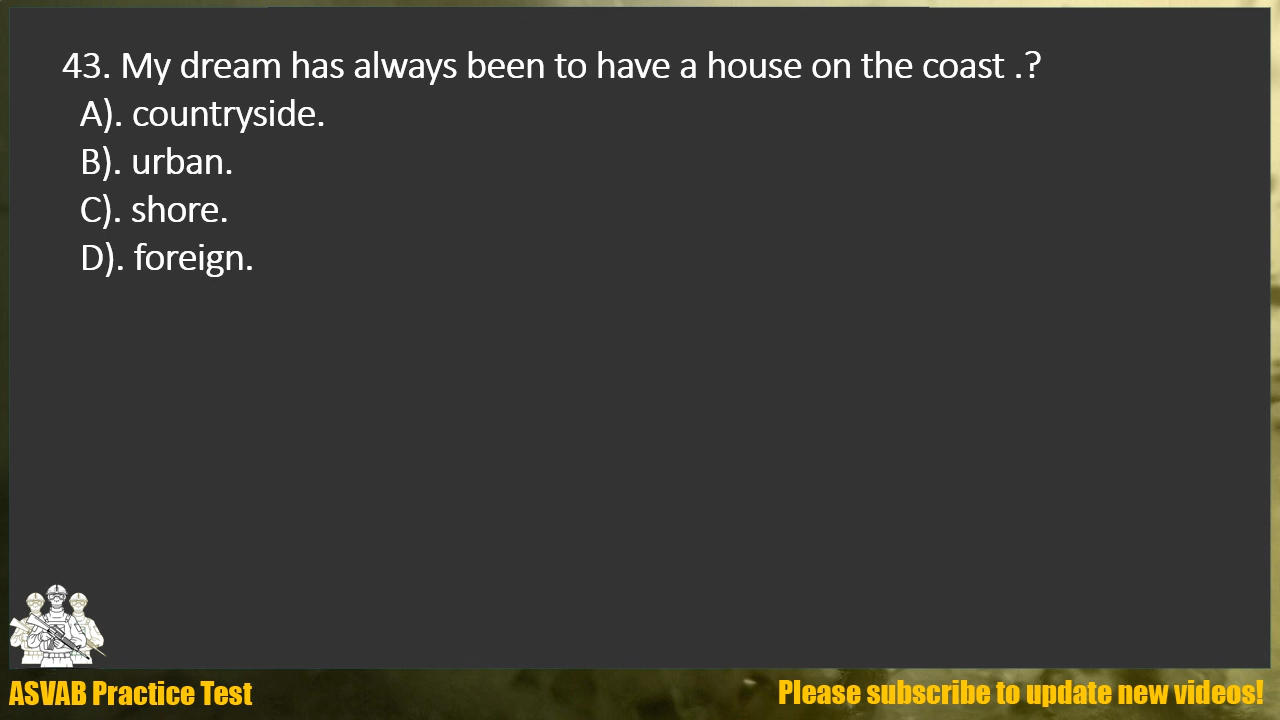 43. My dream has always been to have a house on the coast .?
A). countryside.
B). urban.
C). shore.
D). foreign.
ASVAB Practice Test
Please subscribe to update new videos!